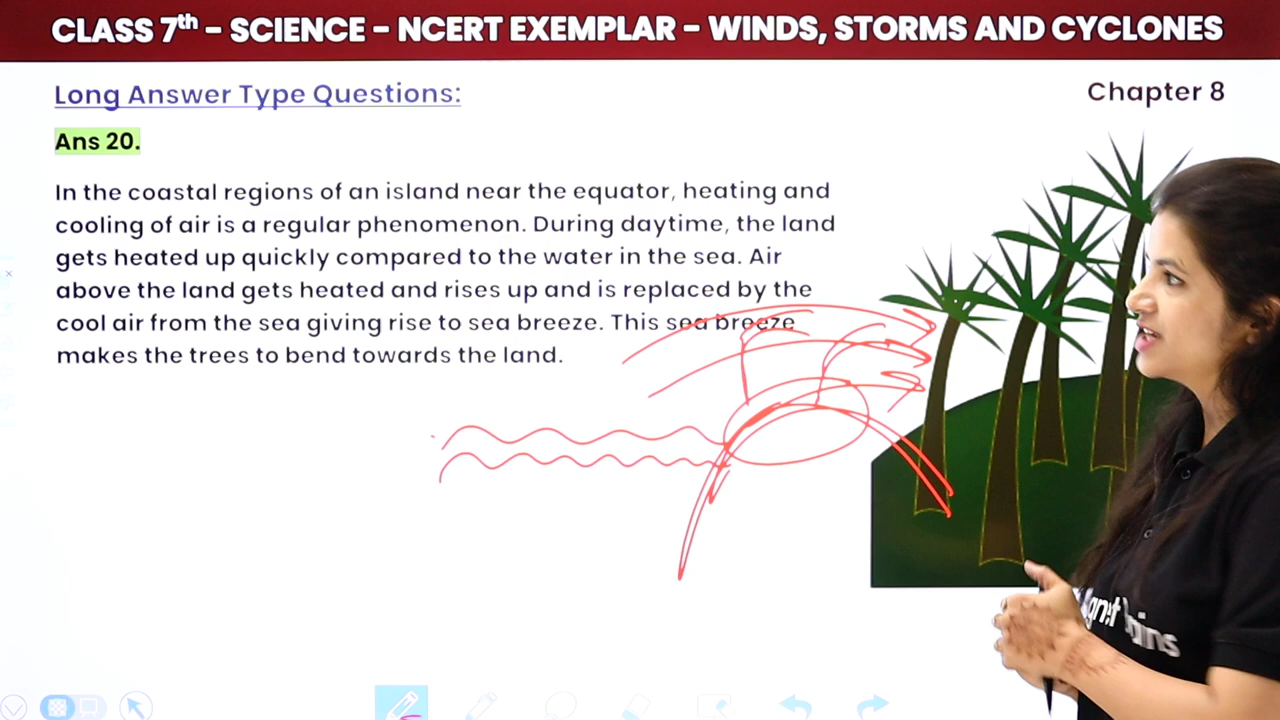 CLASS 7th - SCIENCE - NCERT EXEMPLAR - WINDS, STORMS AND CYCLONES
Long Answer Type Questions:
Chapter 8
Ans 20.
In the coastal regions of an island near the equator, heating and
cooling of air is a regular phenomenon. During daytime, the land
gets heated up quickly compared to the water in the sea. Air
above the land gets heated and rises up and is replaced by the
cool air from the sea giving rise to sea breeze. This sea breeze
makes the trees to bend towards the land.